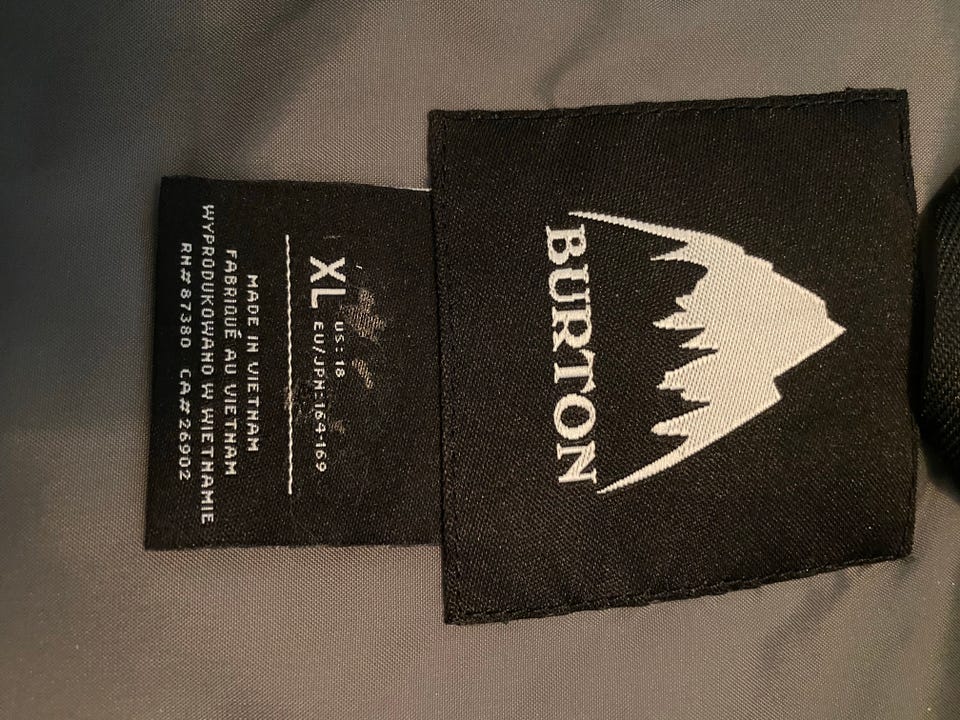 BURTON
XL US: 18
EU/JPN: 164-169
MADE IN VIETNAM
FABRIQUÉ AU VIETNAM
WYPRODUKOWANO W WIETNAMIE
RN# 87380 CA# 26902